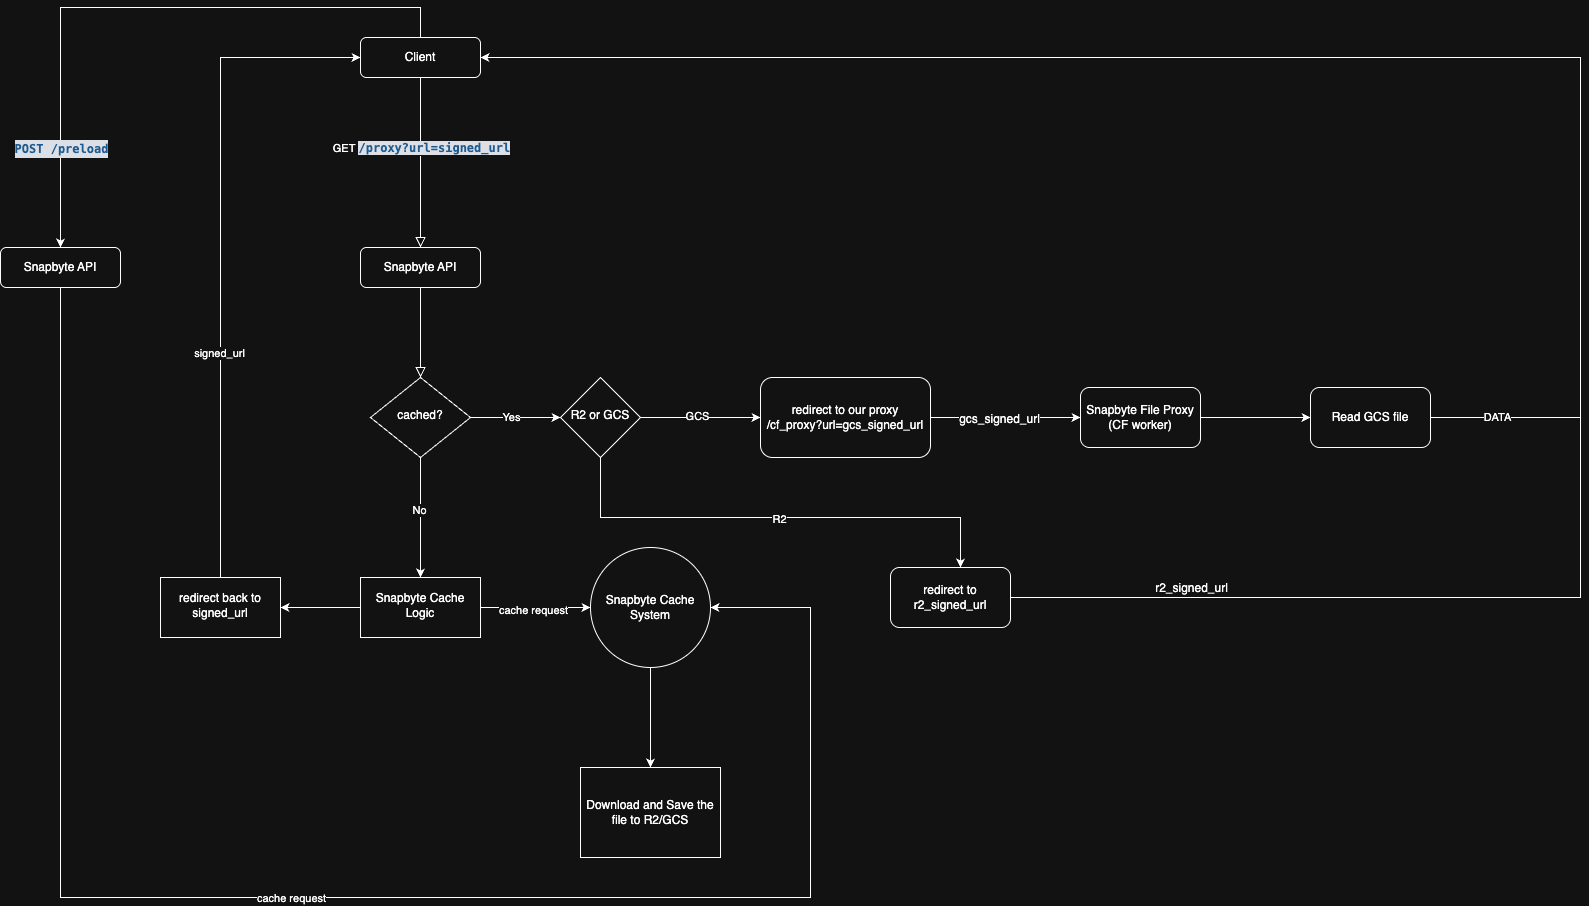 Client
POST /preload
GET /proxy?url=signed_url
Snapbyte API
Snapbyte API
signed_url
cached?
Yes
R2 or GCS
GCS
redirect to our proxy
/cf_proxy?url=gcs_signed_url
gcs_signed_url
Snapbyte File Proxy
(CF worker)
Read GCS file
DATA
No
R2
redirect back to
signed_url
Snapbyte Cache
Logic
cache request
Snapbyte Cache
System
redirect to
r2_signed_url
r2_signed_url
Download and Save the
file to R2/GCS
cache request